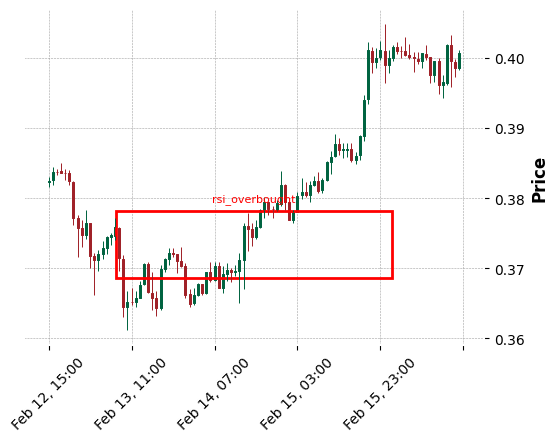 0.40
0.39
0.38
0.37
0.36
Price
rsi_overbought
Feb 12, 15:00
Feb 13, 11:00
Feb 14, 07:00
Feb 15, 03:00
Feb 15, 23:00